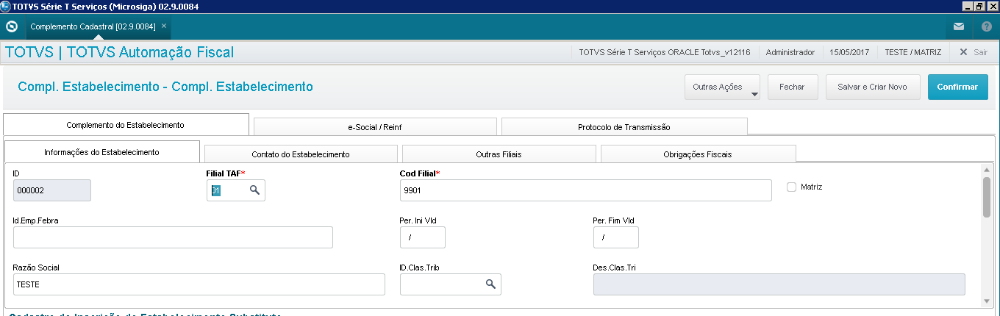 TOTVS Série T Serviços (Microsiga) 02.9.0084
Complemento Cadastral [02.9.0084] ×
TOTVS | TOTVS Automação Fiscal
TOTVS Série T Serviços ORACLE Totvs_v12116 Administrador 15/05/2017 TESTE / MATRIZ Sair
Compl. Estabelecimento - Compl. Estabelecimento
Outras Ações Fechar Salvar e Criar Novo Confirmar
Complemento do Estabelecimento e-Social / Reinf Protocolo de Transmissão
Informações do Estabelecimento Contato do Estabelecimento Outras Filiais Obrigações Fiscais
ID Filial TAF* Cod Filial*
000002 01 9901 Matriz
Id.Emp.Febra Per. Ini Vld Per. Fim Vld
/ /
Razão Social ID.Clas.Trib Des.Clas.Tri
TESTE
Cadastro de Inscrição do Estabelecimento Substituto